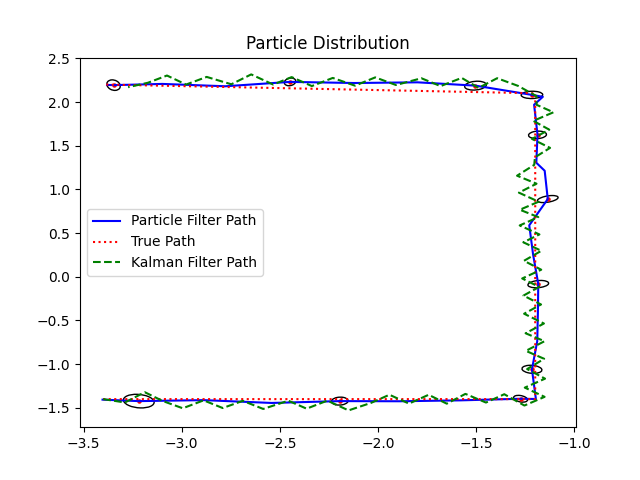 Particle Distribution
2.5
2.0
1.5
1.0
0.5
0.0
−0.5
−1.0
−1.5
Particle Filter Path
True Path
Kalman Filter Path
−3.5 −3.0 −2.5 −2.0 −1.5 −1.0